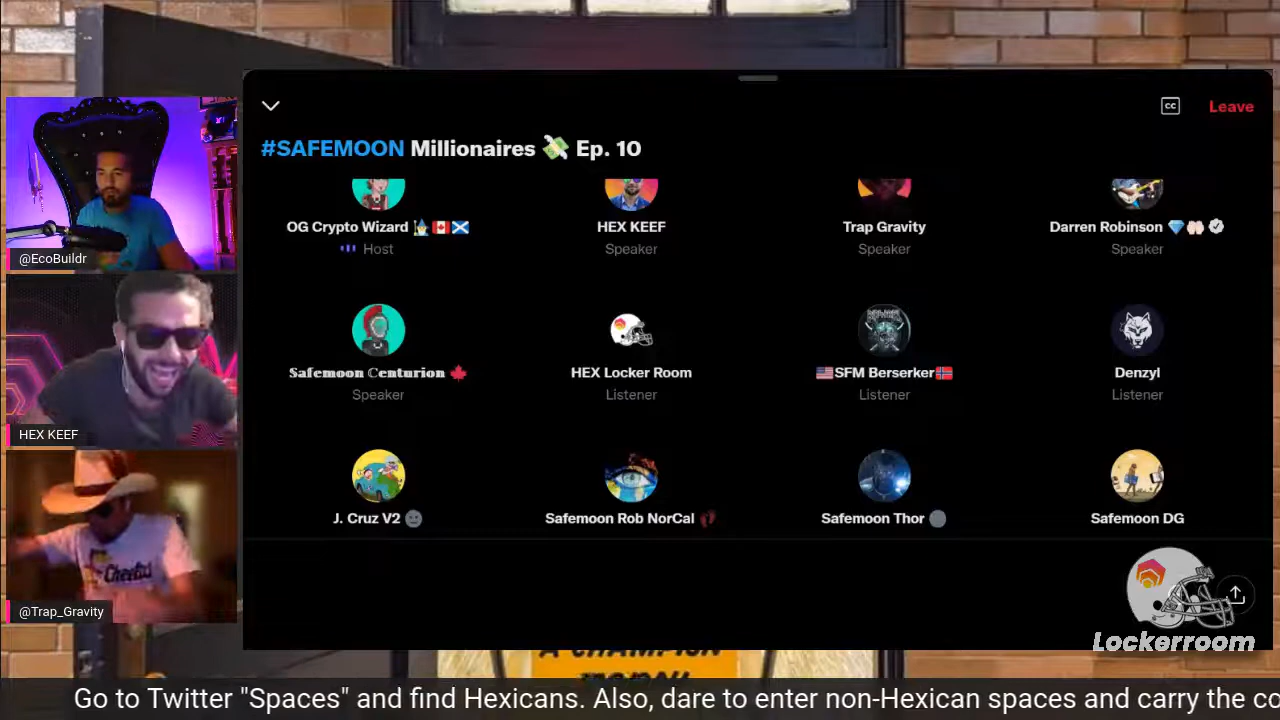 CC
Leave
#SAFEMOON Millionaires 💸 Ep. 10
OG Crypto Wizard
HEX KEEF
Trap Gravity
Darren Robinson
Host
Speaker
Speaker
Speaker
Safemoon Centurion
HEX Locker Room
SFM Berserker
Denzyl
Speaker
Listener
Listener
Listener
J. Cruz V2
Safemoon Rob NorCal
Safemoon Thor
Safemoon DG
@EcoBuildr
HEX KEEF
Cheetos
@Trap_Gravity
Lockerroom
A CHAMPION
Go to Twitter "Spaces" and find Hexicans. Also, dare to enter non-Hexican spaces and carry the co